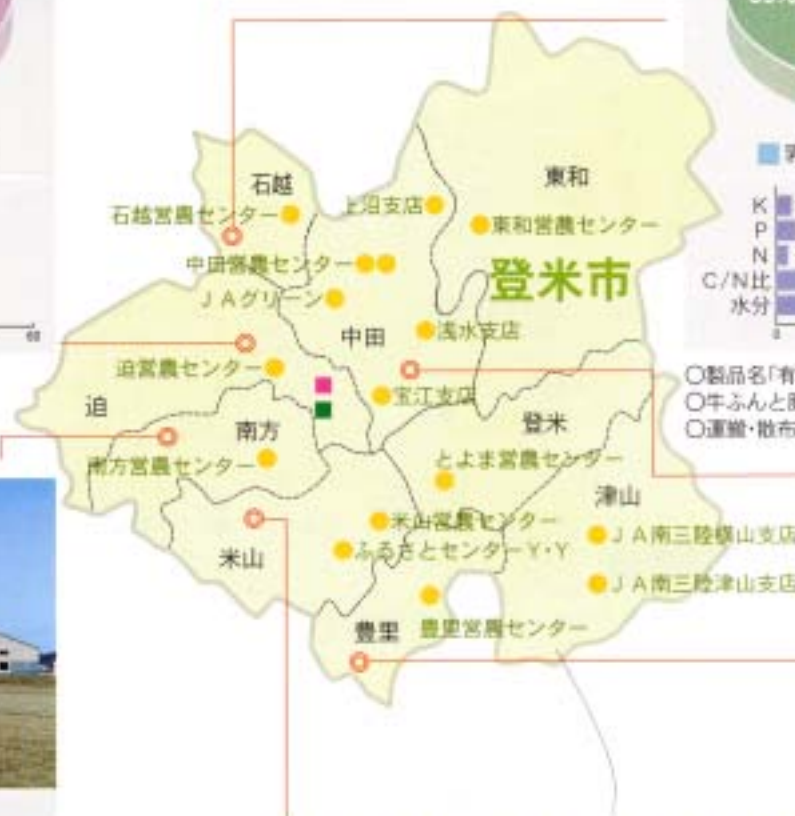 石越
石越営農センター
上沼支店
東和
東和営農センター
中田営農センター
JAグリーン
登米市
中田
浅水支店
迫営農センター
宝江支店
迫
南方
登米
南方営農センター
とよま営農センター
津山
米山営農センター
JA南三陸横山支店
米山
ふるさとセンターY・Y
JA南三陸津山支店
豊里
豊里営農センター
K
P
N
C/N比
水分
0
60
○製品名「有
○牛ふんと
○運搬・散布